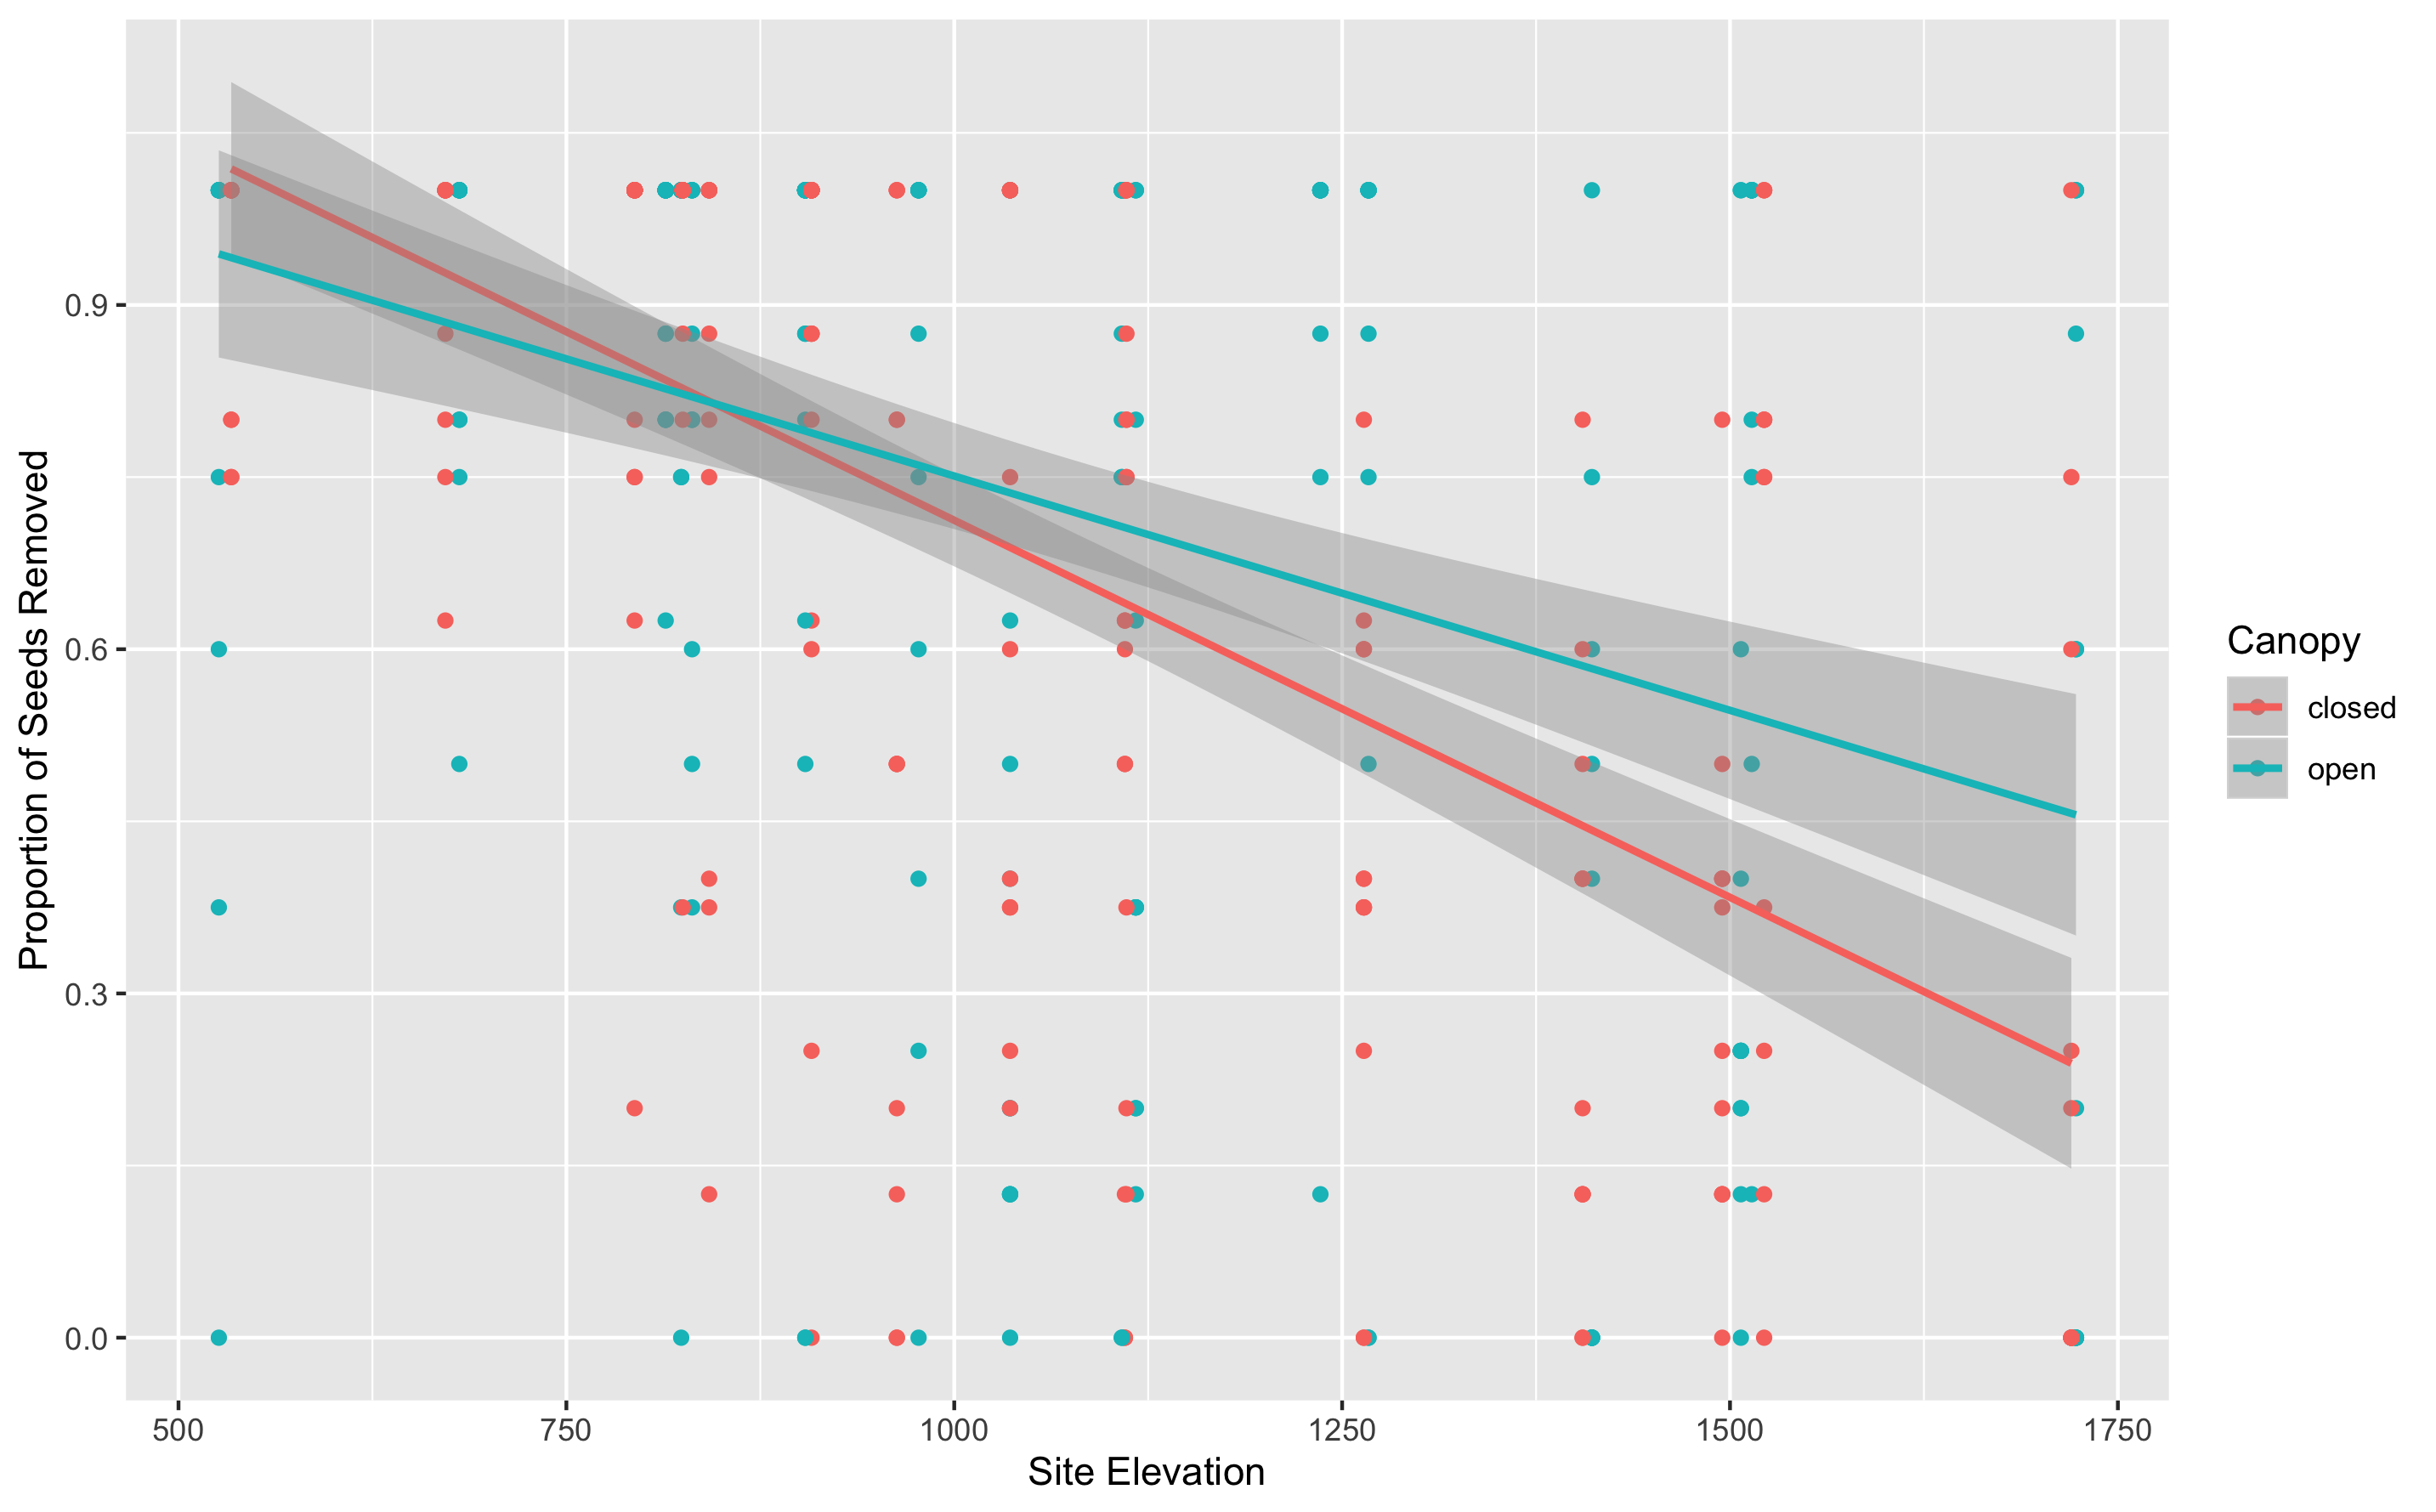 Proportion of Seeds Removed
0.9
0.6
0.3
0.0
500 750 1000 1250 1500 1750
Site Elevation
Canopy
closed
open